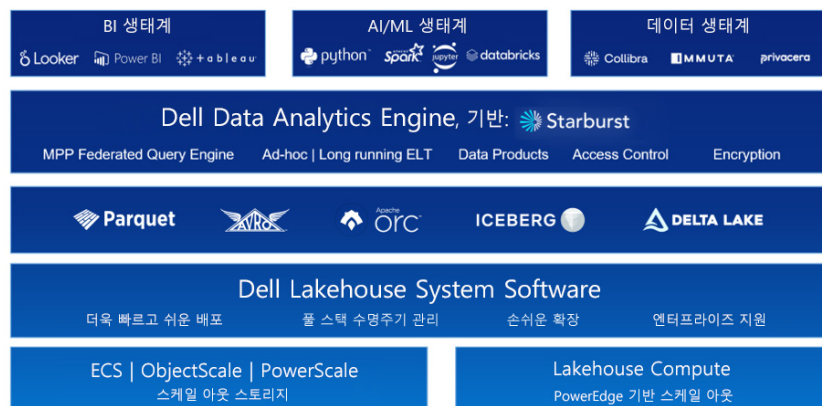 BI 생태계
Looker Power BI +ableau
AI/ML 생태계
python Spark jupyter databricks
데이터 생태계
Collibra IMMUTA privacera
Dell Data Analytics Engine, 기반: Starburst
MPP Federated Query Engine Ad-hoc | Long running ELT Data Products Access Control Encryption
Parquet AVRO Apache orc ICEBERG DELTA LAKE
Dell Lakehouse System Software
더욱 빠르고 쉬운 배포 풀 스택 수명주기 관리 손쉬운 확장 엔터프라이즈 지원
ECS | ObjectScale | PowerScale
스케일 아웃 스토리지
Lakehouse Compute
PowerEdge 기반 스케일 아웃